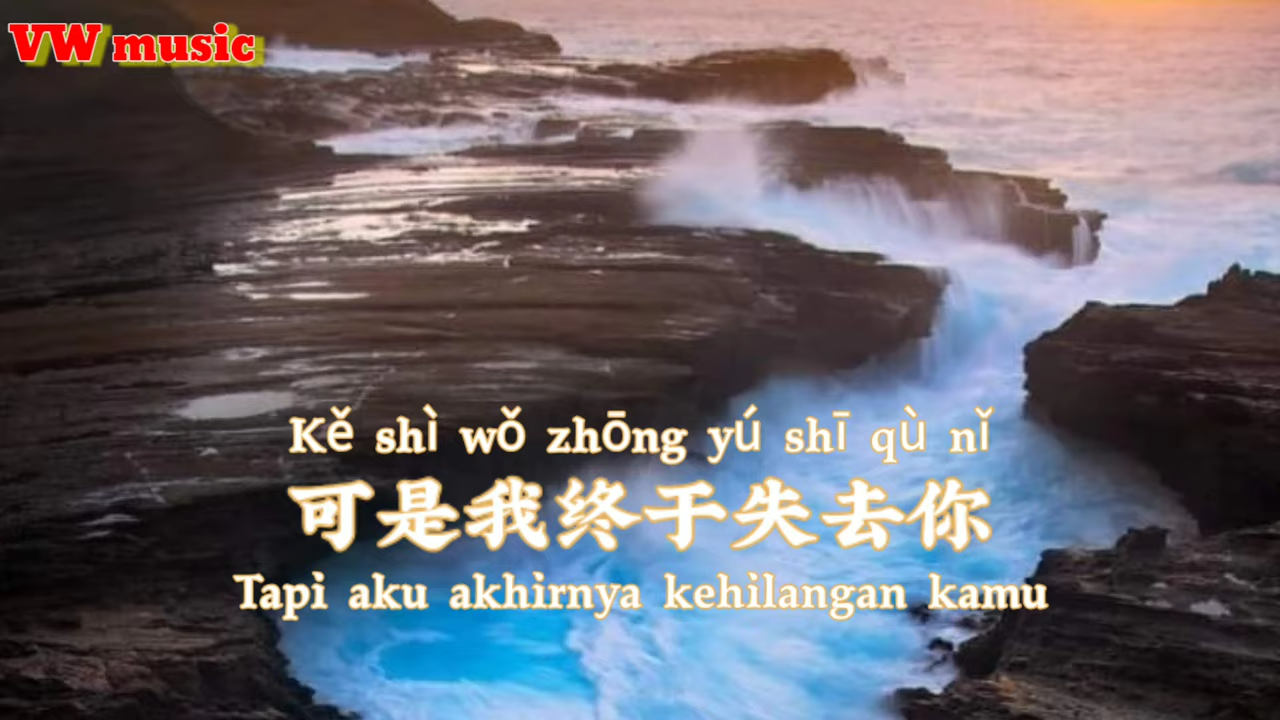 VW music
Kě shì wǒ zhōng yú shī qù nǐ
可是我终于失去你
Tapi aku akhirnya kehilangan kamu